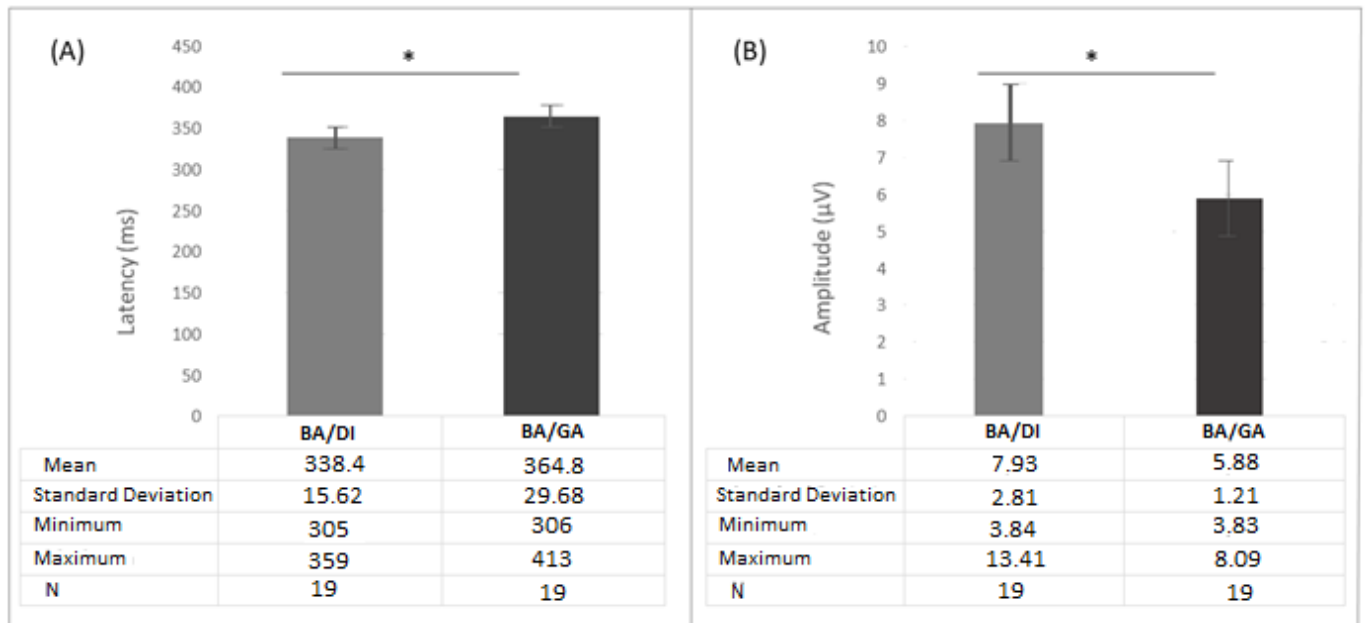 (A)
*
Latency (ms)
450
400
350
300
250
200
150
100
50
0
BA/DI BA/GA
Mean 338.4 364.8
Standard Deviation 15.62 29.68
Minimum 305 306
Maximum 359 413
N 19 19
(B)
*
Amplitude (µV)
10
9
8
7
6
5
4
3
2
1
0
BA/DI BA/GA
Mean 7.93 5.88
Standard Deviation 2.81 1.21
Minimum 3.84 3.83
Maximum 13.41 8.09
N 19 19